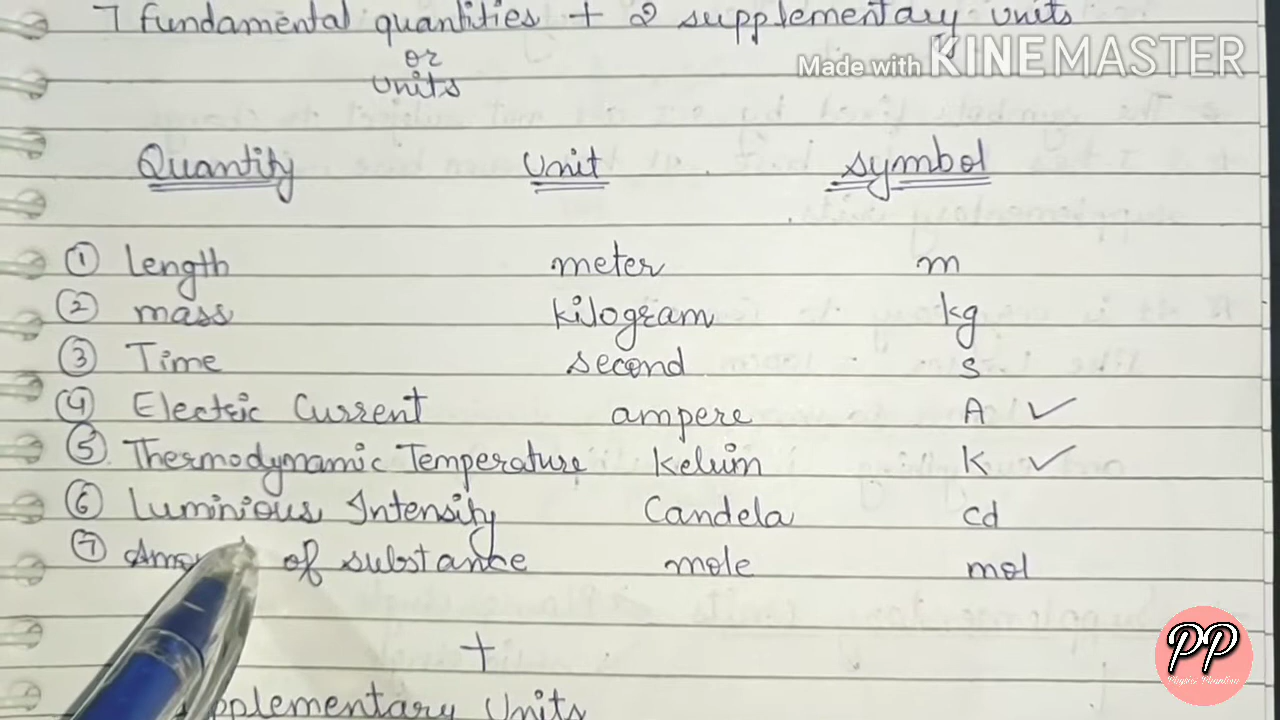 7 fundamental quantities + 2 supplementary units
or
units
Made with KINEMASTER
Quantity Unit Symbol
① Length meter m
② mass kilogram kg
③ Time second s
④ Electric Current ampere A ✓
⑤ Thermodynamic Temperature Kelvin K ✓
⑥ Luminious Intensity Candela cd
⑦ of substance mole mol
+
Units
PP